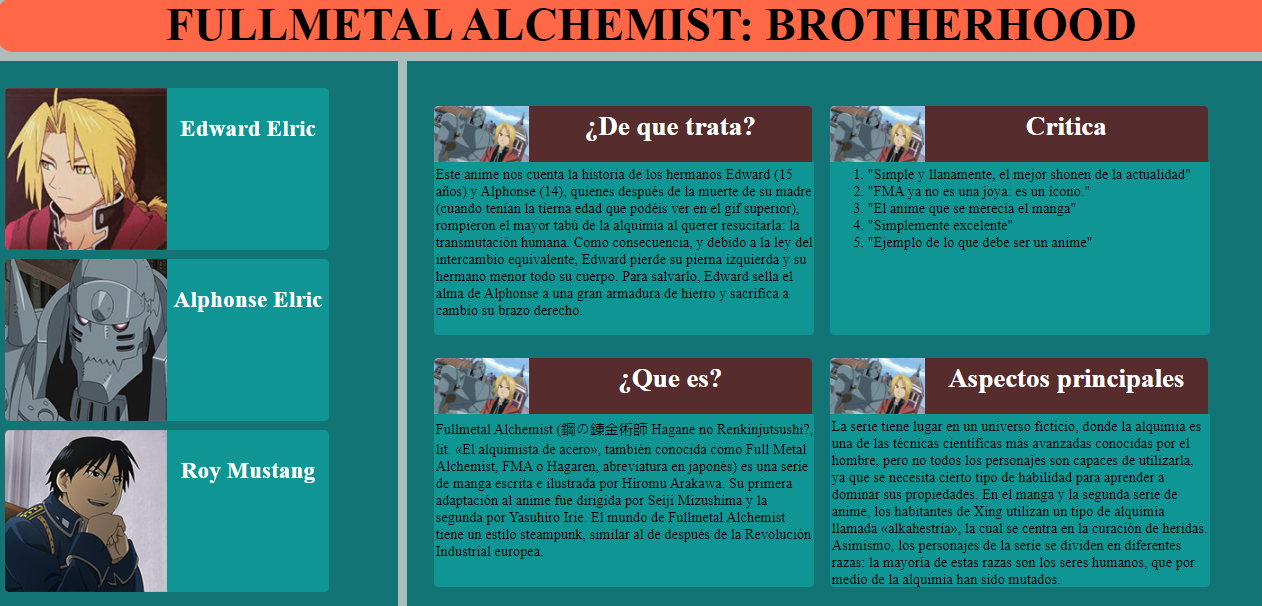 FULLMETAL ALCHEMIST: BROTHERHOOD
Edward Elric
Alphonse Elric
Roy Mustang
¿De que trata?
Este anime nos cuenta la historia de los hermanos Edward (15
años) y Alphonse (14), quienes después de la muerte de su madre
(cuando tenían la tierna edad que podéis ver en el gif superior),
rompieron el mayor tabú de la alquimia al querer resucitarla: la
transmutación humana. Como consecuencia, y debido a la ley del
intercambio equivalente, Edward pierde su pierna izquierda y su
hermano menor todo su cuerpo. Para salvarlo, Edward sella el
alma de Alphonse a una gran armadura de hierro y sacrifica a
cambio su brazo derecho.
Critica
1. "Simple y llanamente, el mejor shonen de la actualidad"
2. "FMA ya no es una joya: es un ícono."
3. "El anime que se merecía el manga"
4. "Simplemente excelente"
5. "Ejemplo de lo que debe ser un anime"
¿Que es?
Fullmetal Alchemist (鋼の錬金術師 Hagane no Renkinjutsushi?,
lit. «El alquimista de acero», también conocida como Full Metal
Alchemist, FMA o Hagaren, abreviatura en japonés) es una serie
de manga escrita e ilustrada por Hiromu Arakawa. Su primera
adaptación al anime fue dirigida por Seiji Mizushima y la
segunda por Yasuhiro Irie. El mundo de Fullmetal Alchemist
tiene un estilo steampunk, similar al de después de la Revolución
Industrial europea.
Aspectos principales
La serie tiene lugar en un universo ficticio, donde la alquimia es
una de las técnicas científicas más avanzadas conocidas por el
hombre, pero no todos los personajes son capaces de utilizarla,
ya que se necesita cierto tipo de habilidad para aprender a
dominar sus propiedades. En el manga y la segunda serie de
anime, los habitantes de Xing utilizan un tipo de alquimia
llamada «alkahestria», la cual se centra en la curación de heridas.
Asimismo, los personajes de la serie se dividen en diferentes
razas: la mayoría de estas razas son los seres humanos, que por
medio de la alquimia han sido mutados.